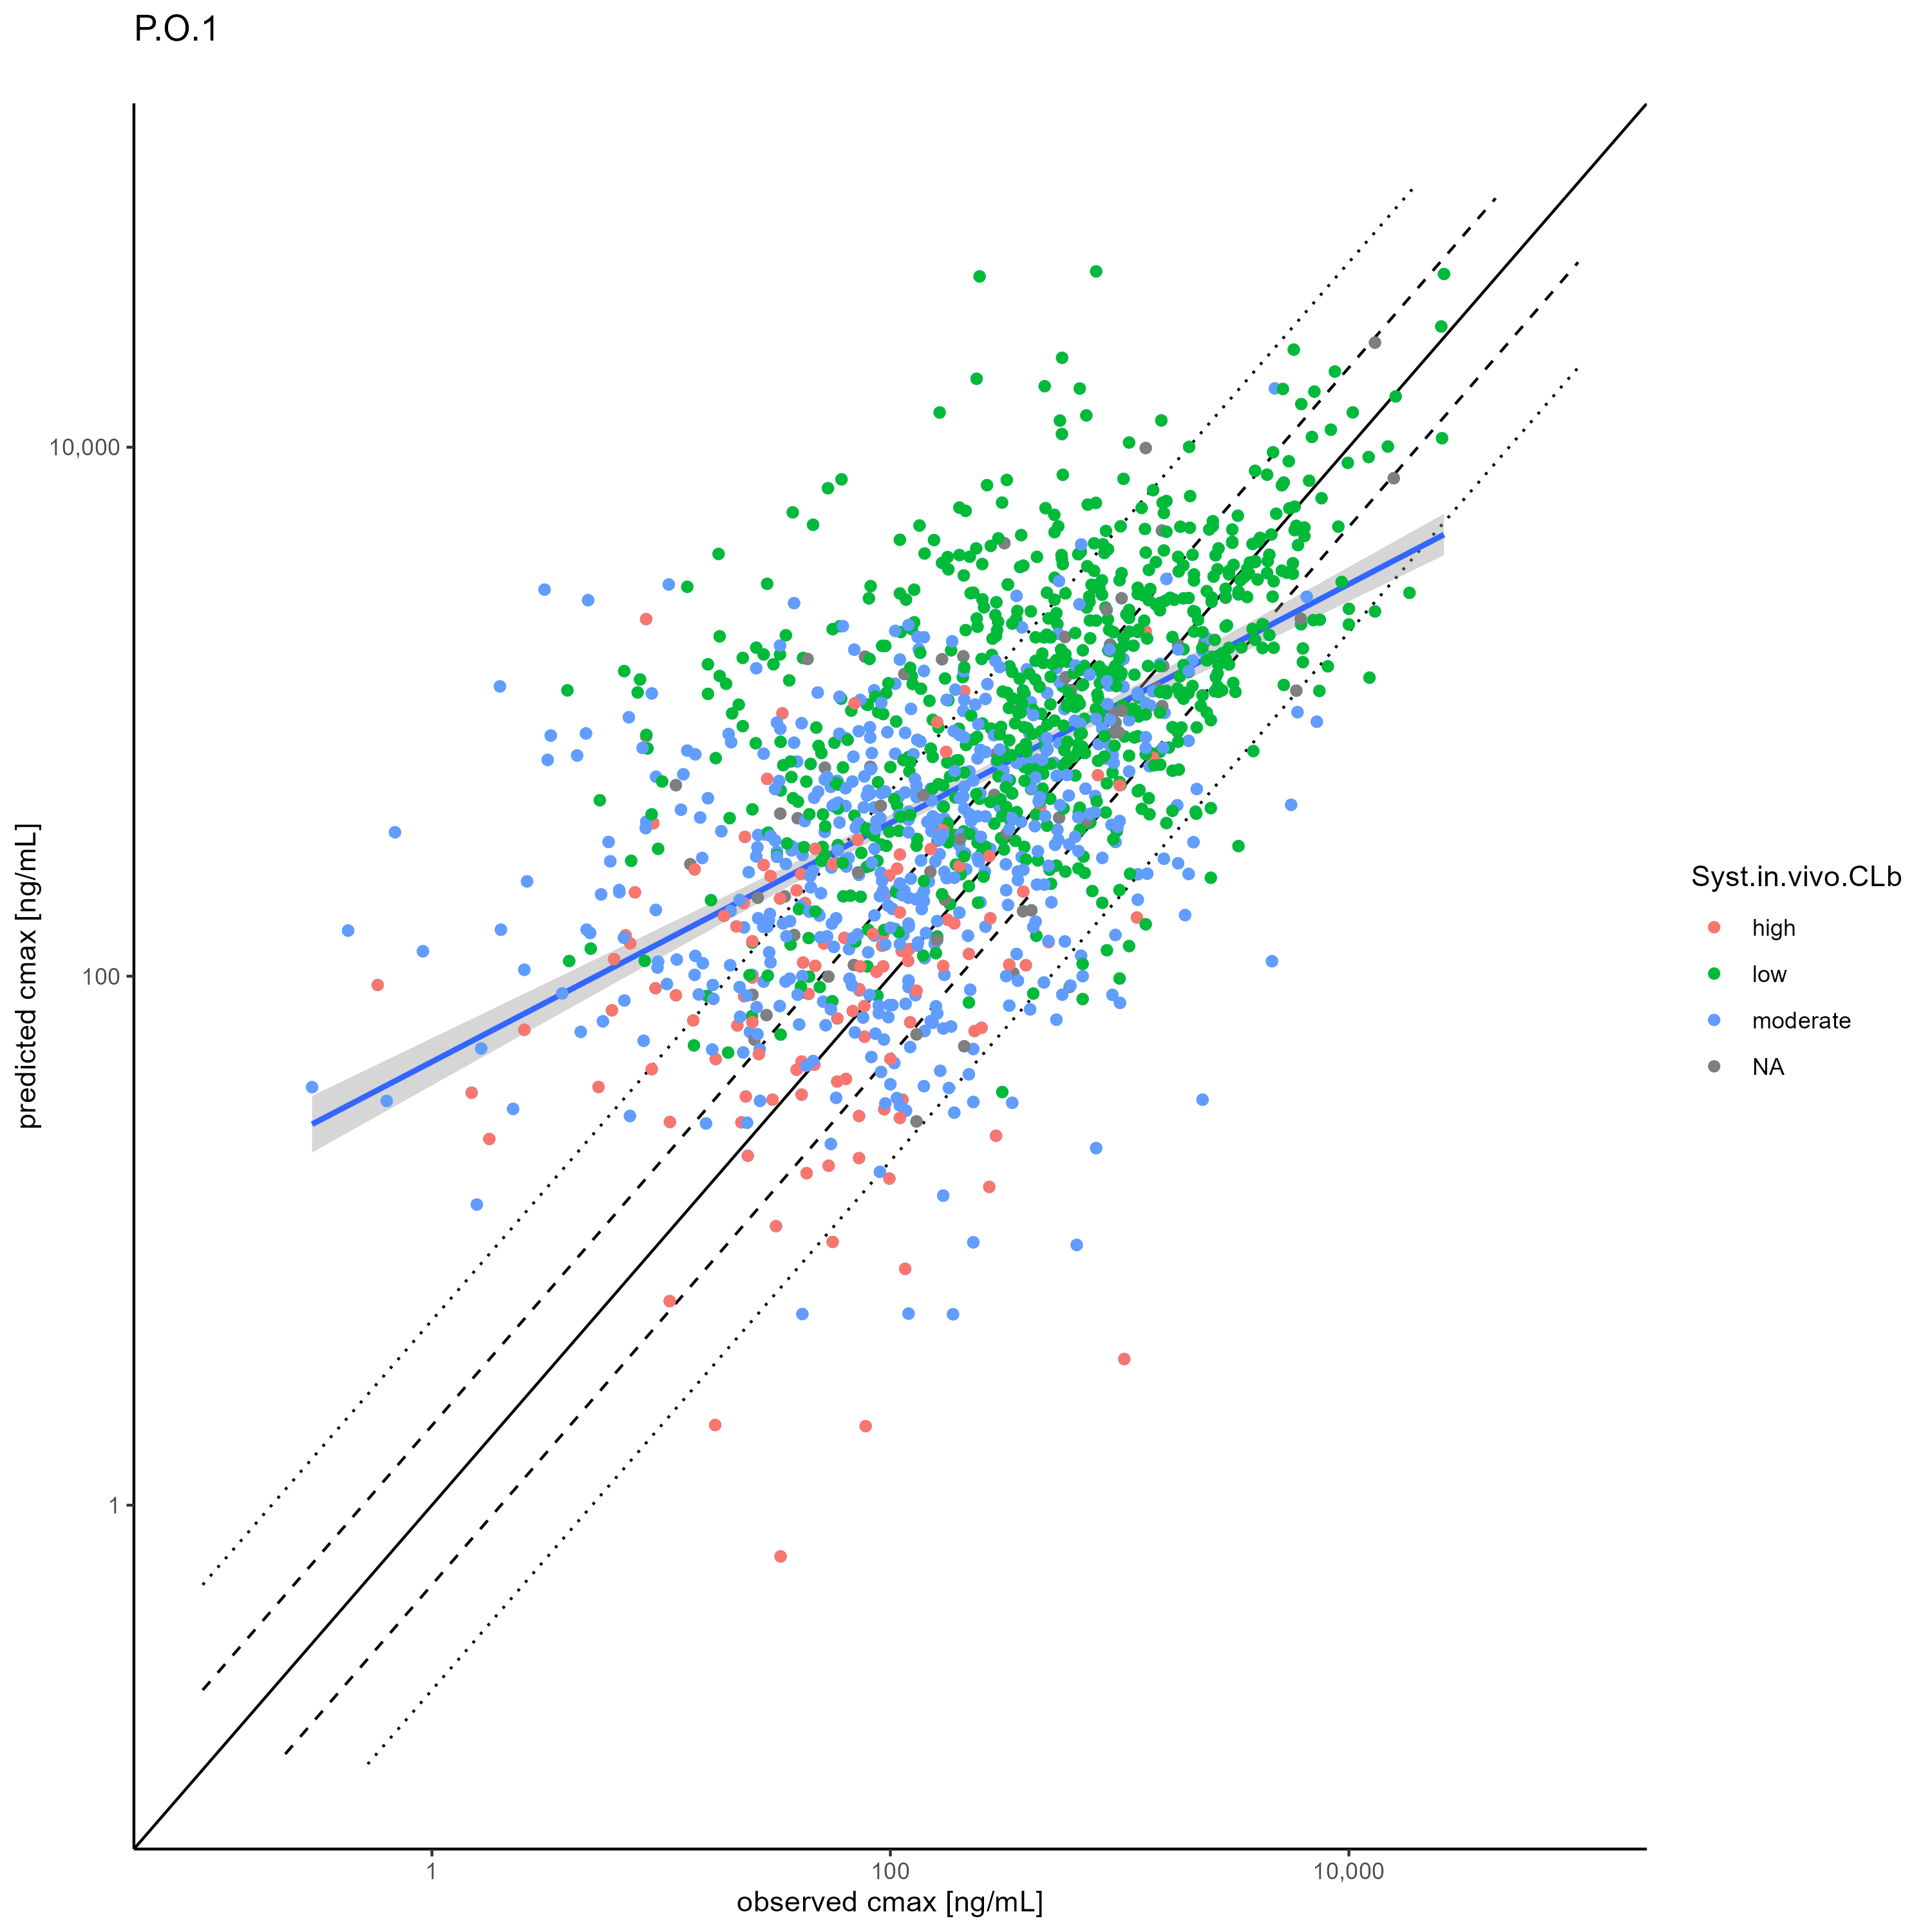 P.O.1
predicted cmax [ng/mL]
10,000
100
1
1
100
10,000
observed cmax [ng/mL]
Syst.in.vivo.CLb
high
low
moderate
NA